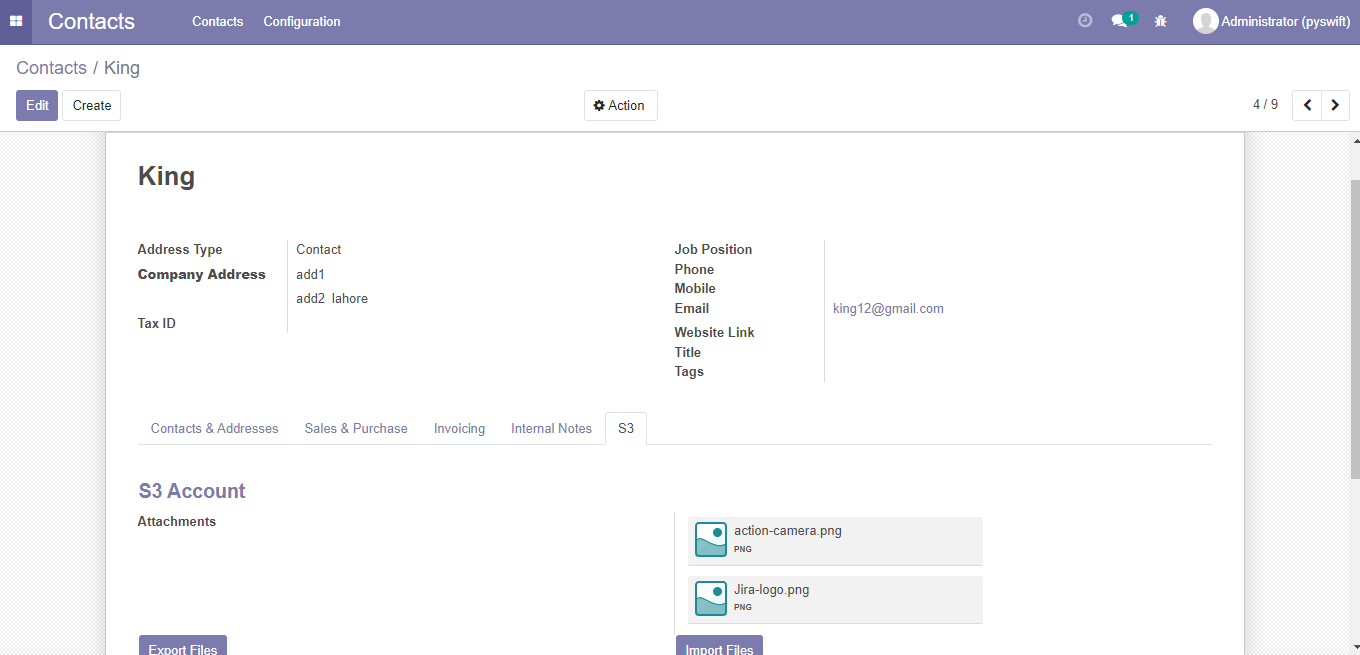 Contacts
Contacts
Configuration
1
Administrator (pyswift)
Contacts / King
Edit
Create
Action
4 / 9
King
Address Type
Contact
Company Address
add1
add2 lahore
Tax ID
Job Position
Phone
Mobile
Email
king12@gmail.com
Website Link
Title
Tags
Contacts & Addresses
Sales & Purchase
Invoicing
Internal Notes
S3
S3 Account
Attachments
action-camera.png
PNG
Jira-logo.png
PNG
Export Files
Import Files